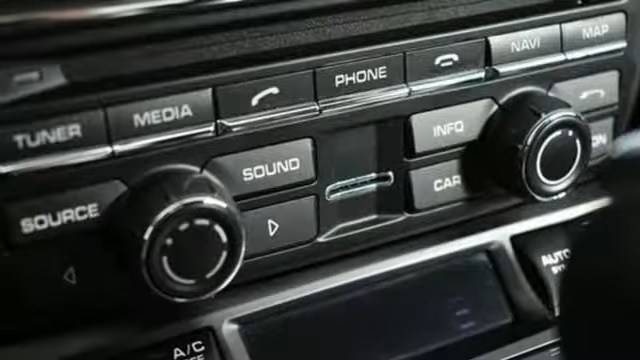 TUNER MEDIA PHONE NAVI MAP
SOUND INFO
SOURCE CAR
AUTO
A/C